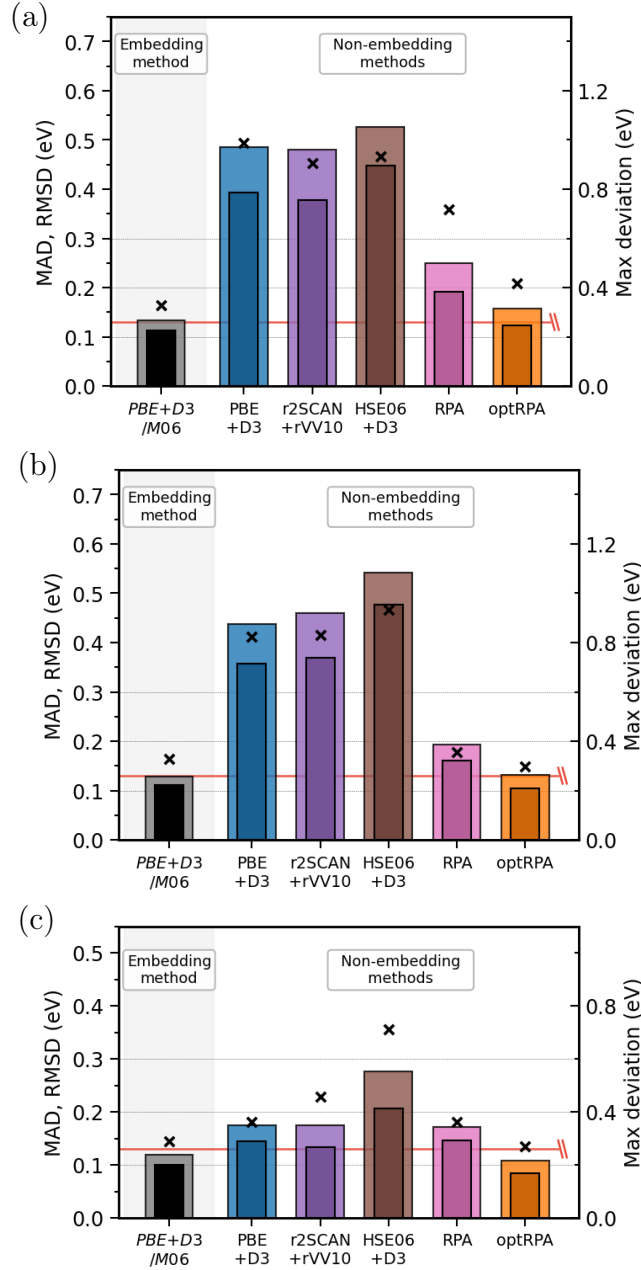 (a)
Embedding method
Non-embedding methods
MAD, RMSD (eV)
0.7
0.6
0.5
0.4
0.3
0.2
0.1
0.0
1.2
0.8
0.4
0.0
Max deviation (eV)
PBE+D3 /M06
PBE +D3
r2SCAN +rVV10
HSE06 +D3
RPA
optRPA
(b)
Embedding method
Non-embedding methods
MAD, RMSD (eV)
0.7
0.6
0.5
0.4
0.3
0.2
0.1
0.0
1.2
0.8
0.4
0.0
Max deviation (eV)
PBE+D3 /M06
PBE +D3
r2SCAN +rVV10
HSE06 +D3
RPA
optRPA
(c)
Embedding method
Non-embedding methods
MAD, RMSD (eV)
0.5
0.4
0.3
0.2
0.1
0.0
0.8
0.4
0.0
Max deviation (eV)
PBE+D3 /M06
PBE +D3
r2SCAN +rVV10
HSE06 +D3
RPA
optRPA